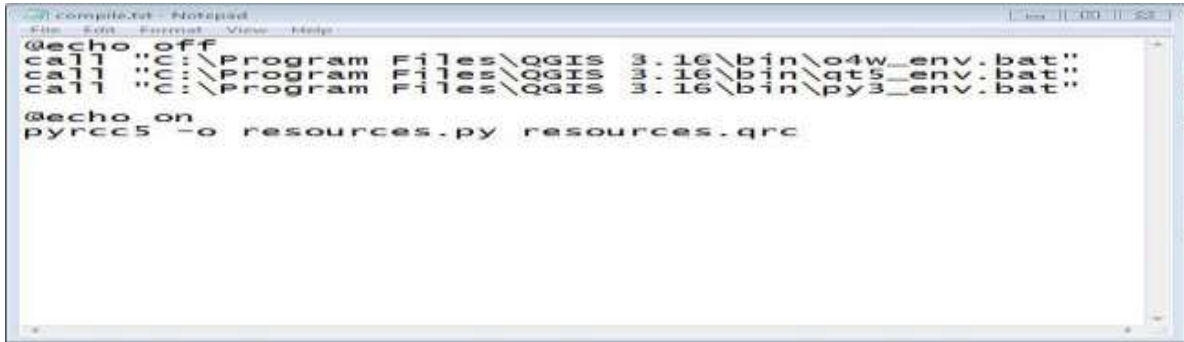 compile.txt - Notepad
File Edit Format View Help
@echo off
call "C:\Program Files\QGIS 3.16\bin\o4w_env.bat"
call "C:\Program Files\QGIS 3.16\bin\qt5_env.bat"
call "C:\Program Files\QGIS 3.16\bin\py3_env.bat"
@echo on
pyrcc5 -o resources.py resources.qrc